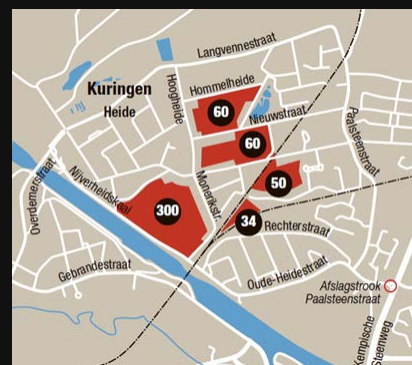 Langvennestraat
Kuringen
Heide
Hoogheide
Hommelheide
60
Nieuwstraat
60
Paalsteenstraat
50
Overdemerstraat
Nijverheidskaai
300
Monerikstr.
34
Rechterstraat
Gebrandestraat
Oude-Heidestraat
Afslagstrook
Paalsteenstraat
Kempische
Steenweg